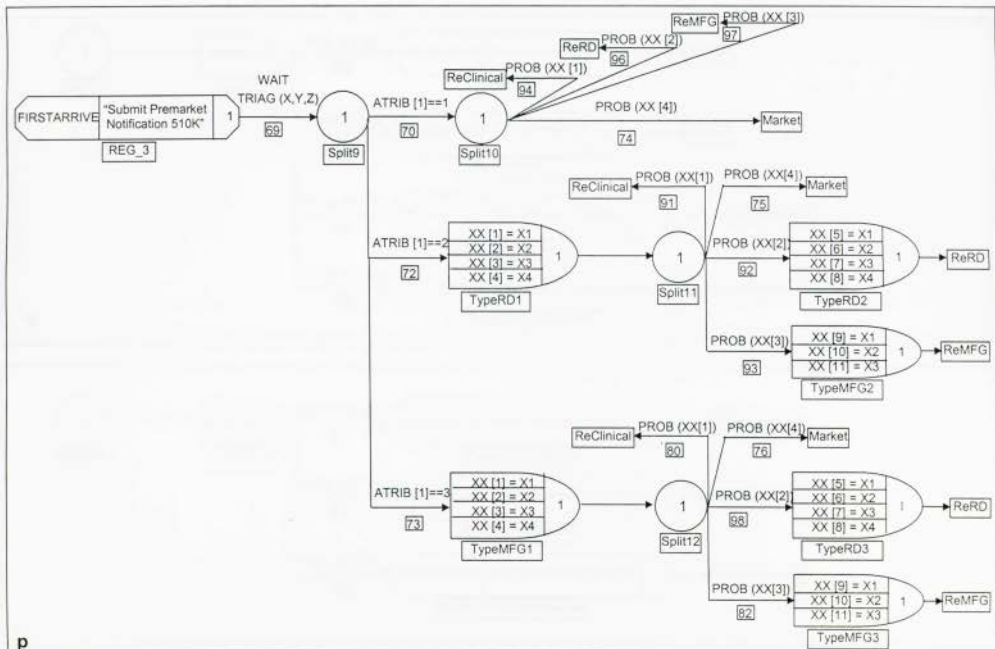 ReMFG PROB (XX [3])
97
ReRD PROB (XX [2])
96
ReClinical PROB (XX [1])
94
WAIT
TRIAG (X,Y,Z)
69
FIRSTARRIVE "Submit Premarket
Notification 510K" 1
REG_3
1
Split9
ATRIB [1]==1
70
1
Split10
PROB (XX [4])
74
Market
ATRIB [1]==2
72
XX [1] = X1
XX [2] = X2
XX [3] = X3
XX [4] = X4
1
TypeRD1
1
Split11
ReClinical PROB (XX[1])
91
PROB (XX[4]) Market
75
PROB (XX[2])
92
XX [5] = X1
XX [6] = X2
XX [7] = X3
XX [8] = X4
1
TypeRD2
ReRD
PROB (XX[3])
93
XX [9] = X1
XX [10] = X2
XX [11] = X3
1
TypeMFG2
ReMFG
ATRIB [1]==3
73
XX [1] = X1
XX [2] = X2
XX [3] = X3
XX [4] = X4
1
TypeMFG1
1
Split12
ReClinical PROB (XX[1])
80
PROB (XX[4]) Market
76
PROB (XX[2])
98
XX [5] = X1
XX [6] = X2
XX [7] = X3
XX [8] = X4
1
TypeRD3
ReRD
PROB (XX[3])
82
XX [9] = X1
XX [10] = X2
XX [11] = X3
1
TypeMFG3
ReMFG
p